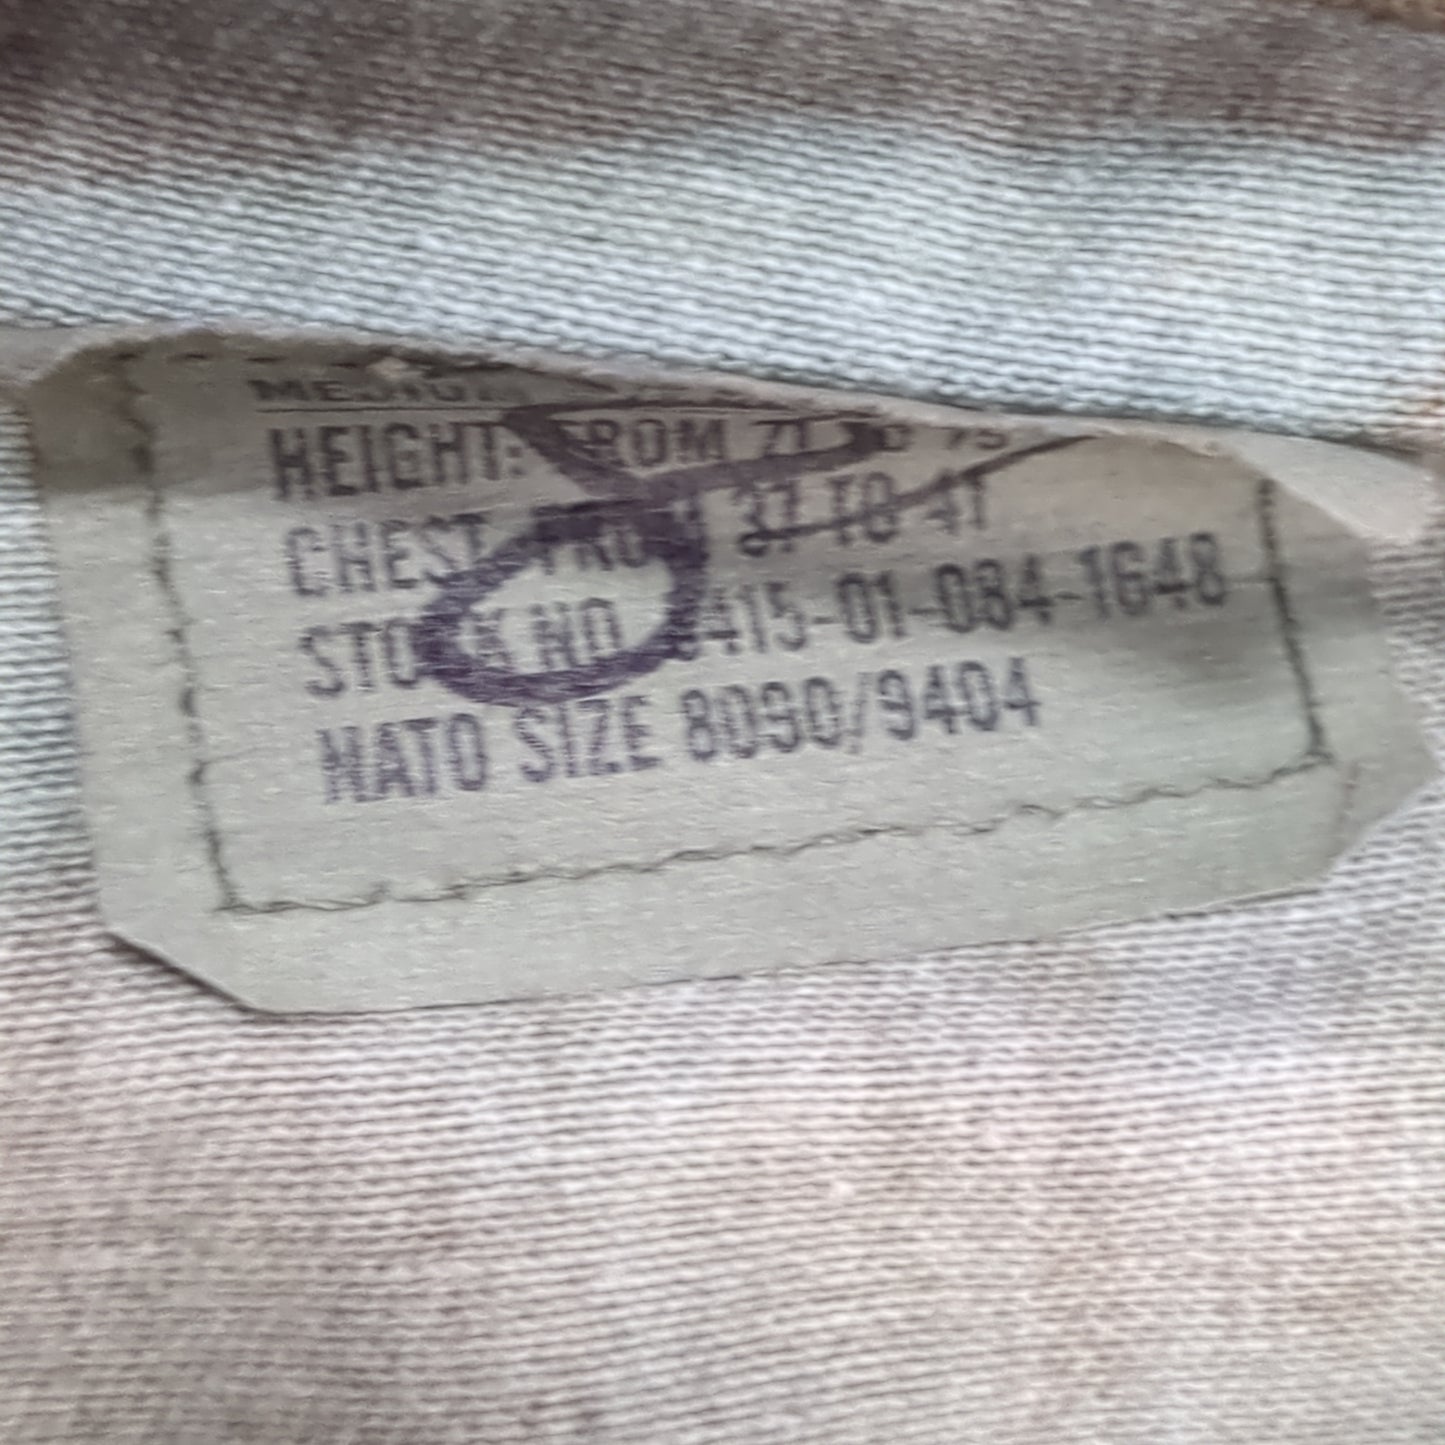 MEDIUM
HEIGHT: FROM 71 TO 75
CHEST FROM 37 TO 41
STOCK NO. 8415-01-084-1648
NATO SIZE 8090/9404